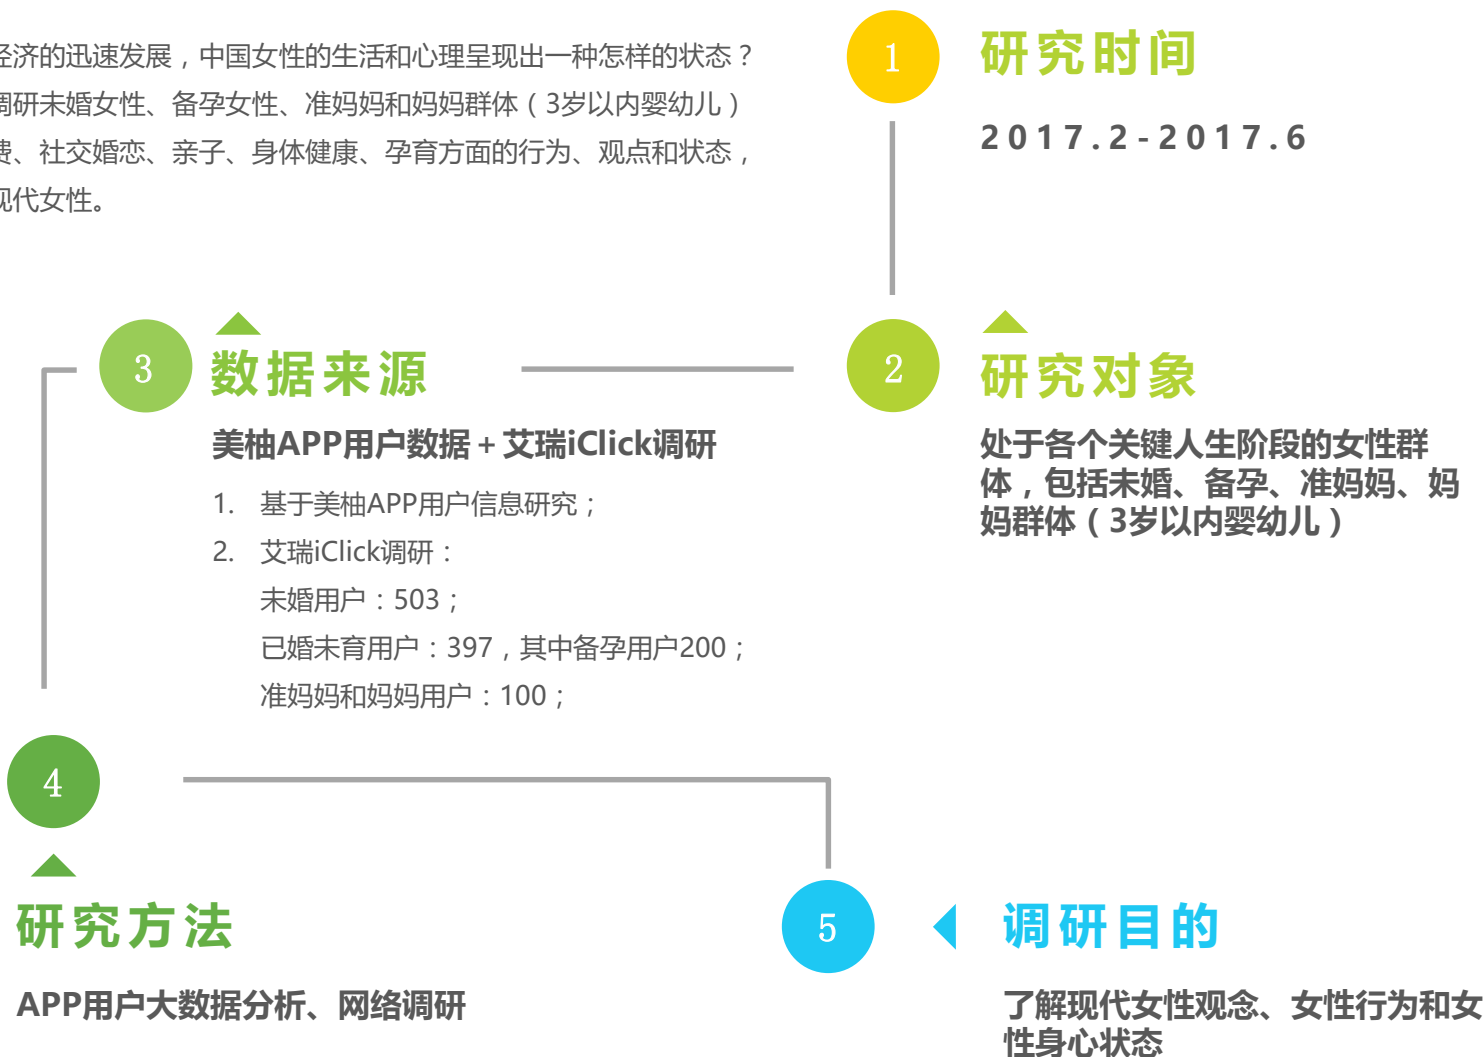 经济的迅速发展，中国女性的生活和心理呈现出一种怎样的状态？
调研未婚女性、备孕女性、准妈妈和妈妈群体（3岁以内婴幼儿）
费、社交婚恋、亲子、身体健康、孕育方面的行为、观点和状态，
现代女性。
1
研究时间
2017.2-2017.6
2
研究对象
处于各个关键人生阶段的女性群
体，包括未婚、备孕、准妈妈、妈
妈群体（3岁以内婴幼儿）
3
数据来源
美柚APP用户数据+艾瑞iClick调研
1. 基于美柚APP用户信息研究；
2. 艾瑞iClick调研：
未婚用户：503；
已婚未育用户：397，其中备孕用户200；
准妈妈和妈妈用户：100；
4
研究方法
APP用户大数据分析、网络调研
5
调研目的
了解现代女性观念、女性行为和女
性身心状态